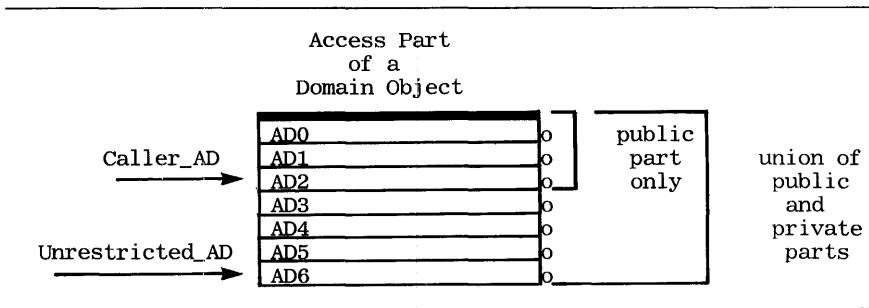 Access Part
of a
Domain Object
AD0 o
AD1 o
AD2 o
AD3 o
AD4 o
AD5 o
AD6 o
Caller_AD
Unrestricted_AD
public
part
only
union of
public
and
private
parts